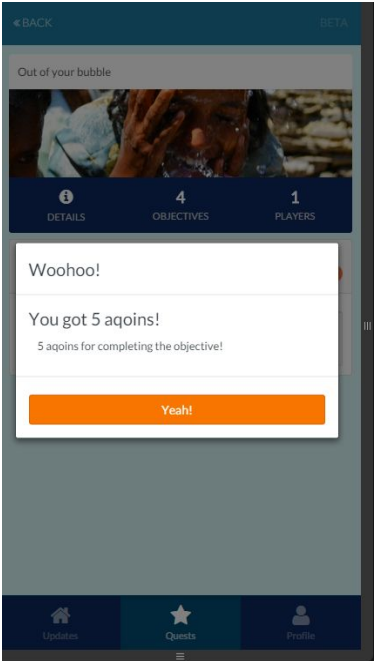 «BACK
BETA
Out of your bubble
4
1
DETAILS
OBJECTIVES
PLAYERS
Woohoo!
You got 5 aqoins!
5 aqoins for completing the objective!
Yeah!
Updates
Quests
Profile